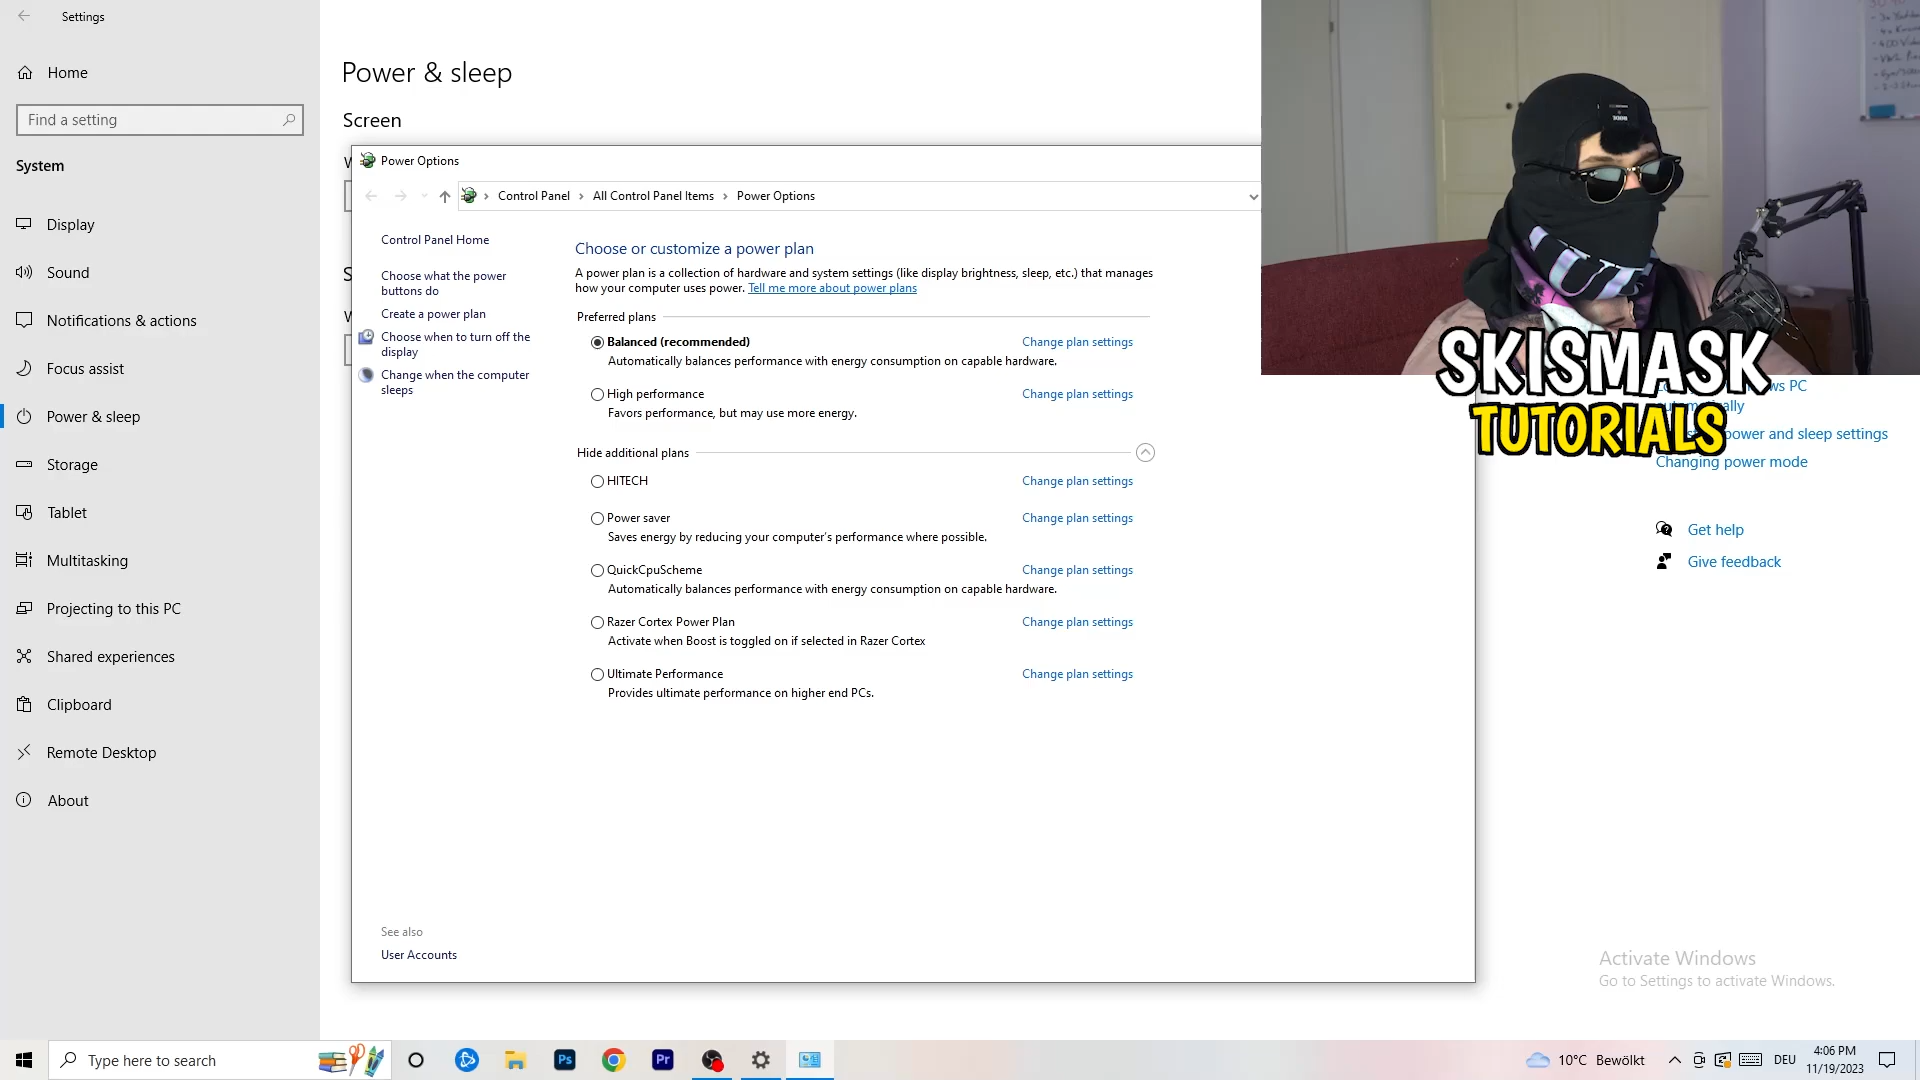 Settings
Home
Find a setting
System
Display
Sound
Notifications & actions
Focus assist
Power & sleep
Storage
Tablet
Multitasking
Projecting to this PC
Shared experiences
Clipboard
Remote Desktop
About
Power & sleep
Screen
Power Options
Control Panel
All Control Panel Items
Power Options
Control Panel Home
Choose what the power
buttons do
Create a power plan
Choose when to turn off the
display
Change when the computer
sleeps
See also
User Accounts
Choose or customize a power plan
A power plan is a collection of hardware and system settings (like display brightness, sleep, etc.) that manages
how your computer uses power. Tell me more about power plans
Preferred plans
Balanced (recommended) Change plan settings
Automatically balances performance with energy consumption on capable hardware.
High performance Change plan settings
Favors performance, but may use more energy.
Hide additional plans
HITECH Change plan settings
Power saver Change plan settings
Saves energy by reducing your computer's performance where possible.
QuickCpuScheme Change plan settings
Automatically balances performance with energy consumption on capable hardware.
Razer Cortex Power Plan Change plan settings
Activate when Boost is toggled on if selected in Razer Cortex
Ultimate Performance Change plan settings
Provides ultimate performance on higher end PCs.
SKISMASK
TUTORIALS
PC
power and sleep settings
Changing power mode
Get help
Give feedback
Activate Windows
Go to Settings to activate Windows.
Type here to search
Ps
Pr
10°C Bewölkt
DEU
4:06 PM
11/19/2023